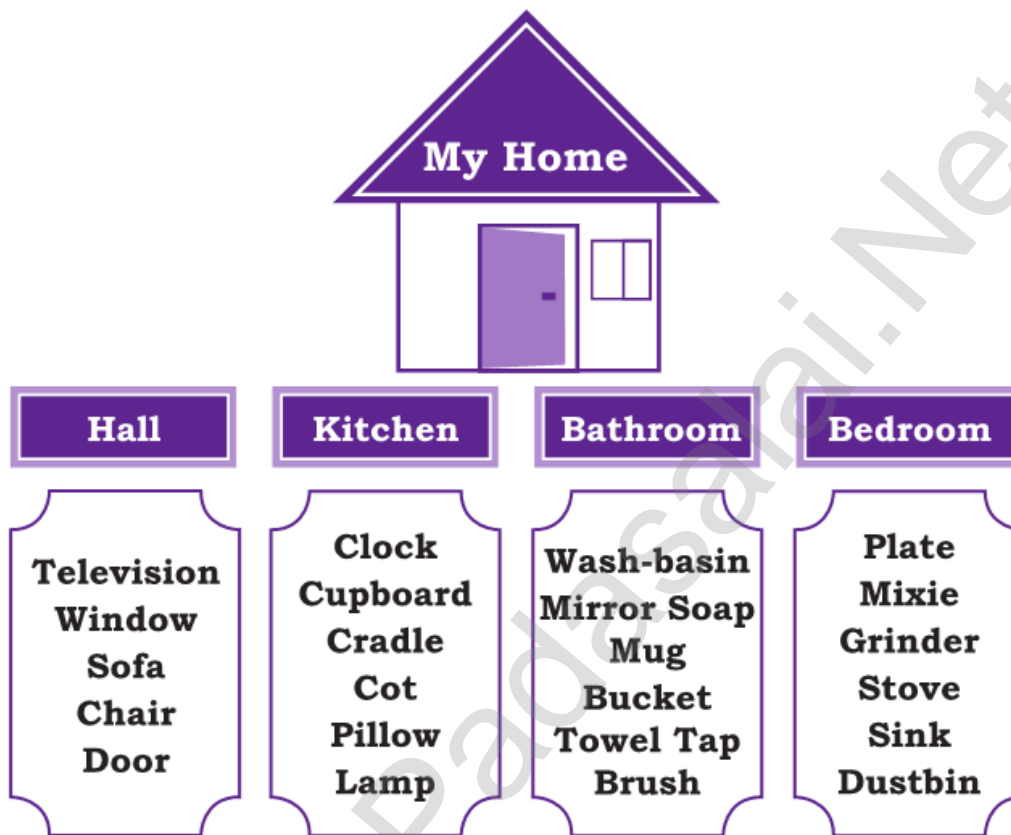 My Home
Hall
Kitchen
Bathroom
Bedroom
Television
Window
Sofa
Chair
Door
Clock
Cupboard
Cradle
Cot
Pillow
Lamp
Wash-basin
Mirror Soap
Mug
Bucket
Towel Tap
Brush
Plate
Mixie
Grinder
Stove
Sink
Dustbin
Padasalai.Net